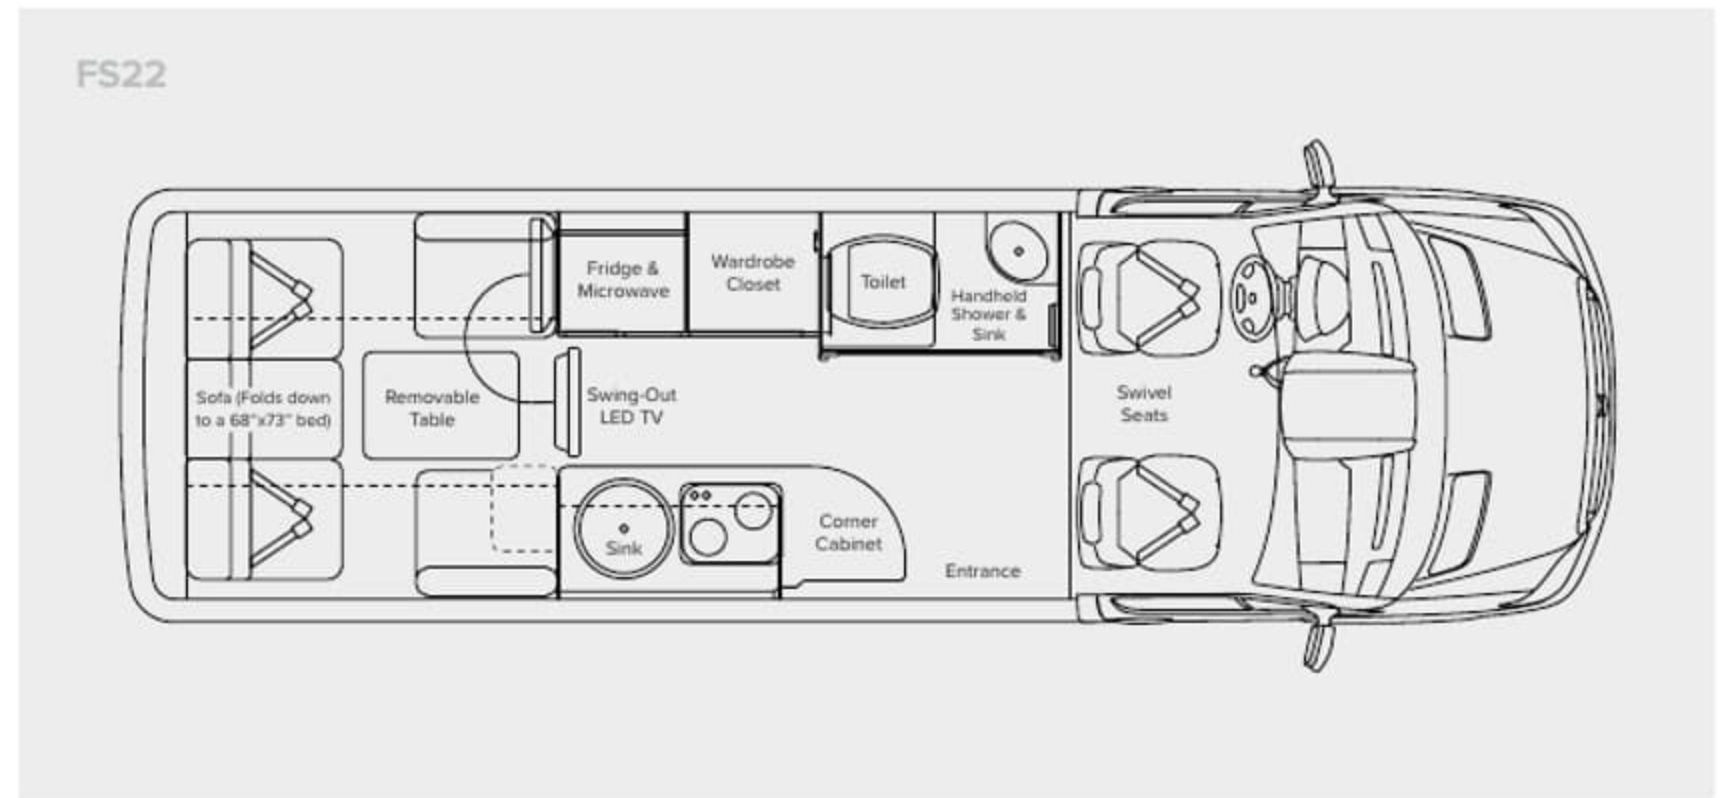 FS22
Fridge &
Microwave
Wardrobe
Closet
Toilet
Handheld
Shower &
Sink
Sofa (Folds down
to a 68"x73" bed)
Removable
Table
Swing-Out
LED TV
Swivel
Seats
Sink
Corner
Cabinet
Entrance